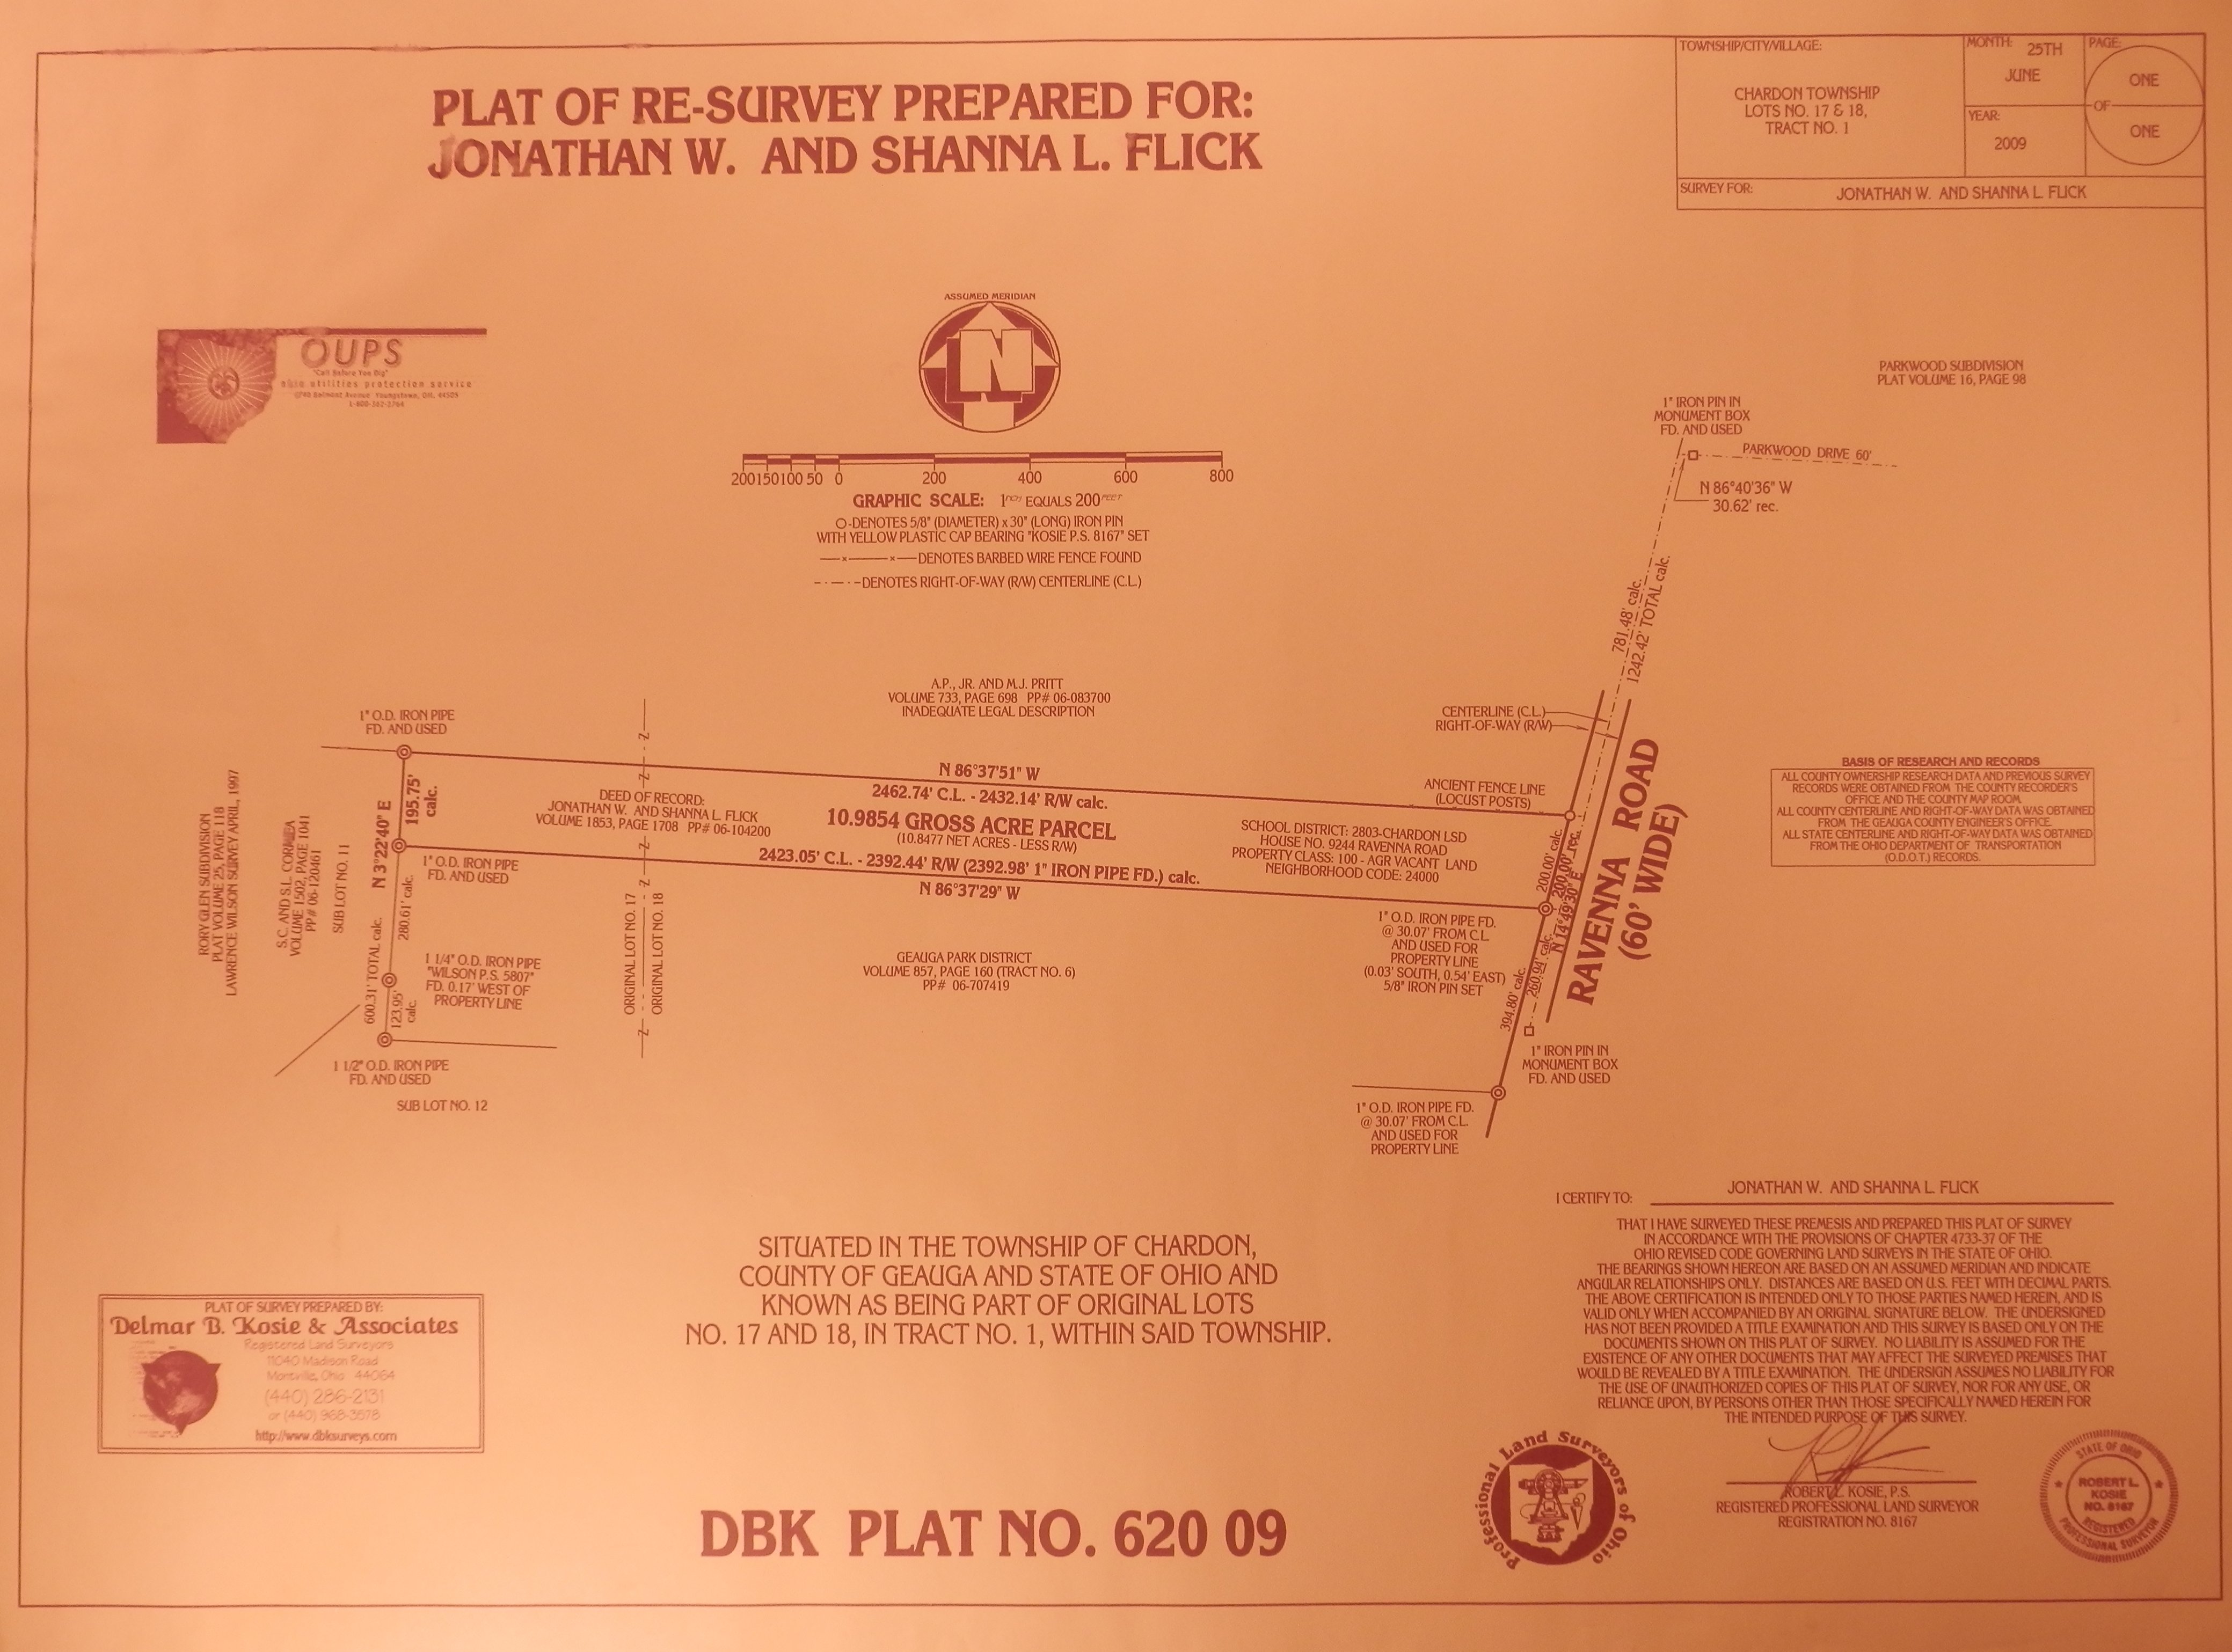 PLAT OF RE-SURVEY PREPARED FOR:
JONATHAN W. AND SHANNA L. FLICK
TOWNSHIP/CITY/VILLAGE:
CHARDON TOWNSHIP
LOTS NO. 17 & 18,
TRACT NO. 1
MONTH: 25TH
JUNE
YEAR:
2009
PAGE:
ONE
OF
ONE
SURVEY FOR: JONATHAN W. AND SHANNA L. FLICK
OUPS
"Call Before You Dig"
ohio utilities protection service
Belmont Avenue Youngstown, OH. 44505
1-800-362-2764
ASSUMED MERIDIAN
N
200 150 100 50 0 200 400 600 800
GRAPHIC SCALE: 1 INCH EQUALS 200 FEET
O-DENOTES 5/8" (DIAMETER) x 30" (LONG) IRON PIN
WITH YELLOW PLASTIC CAP BEARING "KOSIE P.S. 8167" SET
DENOTES BARBED WIRE FENCE FOUND
DENOTES RIGHT-OF-WAY (R/W) CENTERLINE (C.L.)
PARKWOOD SUBDIVISION
PLAT VOLUME 16, PAGE 98
1" IRON PIN IN
MONUMENT BOX
FD. AND USED
PARKWOOD DRIVE 60'
N 86°40'36" W
30.62' rec.
781.48' calc.
1242.42' TOTAL calc.
A.P., JR. AND M.J. PRITT
VOLUME 733, PAGE 698 PP# 06-083700
INADEQUATE LEGAL DESCRIPTION
CENTERLINE (C.L.)
RIGHT-OF-WAY (R/W)
1" O.D. IRON PIPE
FD. AND USED
N 86°37'51" W
2462.74' C.L. - 2432.14' R/W calc.
ANCIENT FENCE LINE
(LOCUST POSTS)
DEED OF RECORD:
JONATHAN W. AND SHANNA L. FLICK
VOLUME 1853, PAGE 1708 PP# 06-104200
10.9854 GROSS ACRE PARCEL
(10.8477 NET ACRES - LESS R/W)
SCHOOL DISTRICT: 2803-CHARDON LSD
HOUSE NO. 9244 RAVENNA ROAD
PROPERTY CLASS: 100 - AGR VACANT LAND
NEIGHBORHOOD CODE: 24000
2423.05' C.L. - 2392.44' R/W (2392.98' 1" IRON PIPE FD.) calc.
N 86°37'29" W
200.00' calc.
200.00' rec.
N 14°49'30" E
RAVENNA ROAD
(60' WIDE)
BASIS OF RESEARCH AND RECORDS
ALL COUNTY OWNERSHIP RESEARCH DATA AND PREVIOUS SURVEY
RECORDS WERE OBTAINED FROM THE COUNTY RECORDER'S
OFFICE AND THE COUNTY MAP ROOM.
ALL COUNTY CENTERLINE AND RIGHT-OF-WAY DATA WAS OBTAINED
FROM THE GEAUGA COUNTY ENGINEER'S OFFICE.
ALL STATE CENTERLINE AND RIGHT-OF-WAY DATA WAS OBTAINED
FROM THE OHIO DEPARTMENT OF TRANSPORTATION
(O.D.O.T.) RECORDS.
RORY GLEN SUBDIVISION
PLAT VOLUME 25, PAGE 118
LAWRENCE WILSON SURVEY APRIL, 1997
S.C. AND S.L.
VOLUME 1502, PAGE 1041
PP# 06-120461
SUB LOT NO. 11
N 3°22'40" E
195.75'
calc.
1" O.D. IRON PIPE
FD. AND USED
280.61' calc.
600.31' TOTAL calc.
123.95'
calc.
1 1/4" O.D. IRON PIPE
"WILSON P.S. 5807"
FD. 0.17' WEST OF
PROPERTY LINE
1 1/2" O.D. IRON PIPE
FD. AND USED
SUB LOT NO. 12
ORIGINAL LOT NO. 17
ORIGINAL LOT NO. 18
GEAUGA PARK DISTRICT
VOLUME 857, PAGE 160 (TRACT NO. 6)
PP# 06-707419
1" O.D. IRON PIPE FD.
@ 30.07' FROM C.L.
AND USED FOR
PROPERTY LINE
(0.03' SOUTH, 0.54' EAST)
5/8" IRON PIN SET
394.80' calc.
260.94' calc.
1" IRON PIN IN
MONUMENT BOX
FD. AND USED
1" O.D. IRON PIPE FD.
@ 30.07' FROM C.L.
AND USED FOR
PROPERTY LINE
SITUATED IN THE TOWNSHIP OF CHARDON,
COUNTY OF GEAUGA AND STATE OF OHIO AND
KNOWN AS BEING PART OF ORIGINAL LOTS
NO. 17 AND 18, IN TRACT NO. 1, WITHIN SAID TOWNSHIP.
I CERTIFY TO: JONATHAN W. AND SHANNA L. FLICK
THAT I HAVE SURVEYED THESE PREMESIS AND PREPARED THIS PLAT OF SURVEY
IN ACCORDANCE WITH THE PROVISIONS OF CHAPTER 4733-37 OF THE
OHIO REVISED CODE GOVERNING LAND SURVEYS IN THE STATE OF OHIO.
THE BEARINGS SHOWN HEREON ARE BASED ON AN ASSUMED MERIDIAN AND INDICATE
ANGULAR RELATIONSHIPS ONLY. DISTANCES ARE BASED ON U.S. FEET WITH DECIMAL PARTS.
THE ABOVE CERTIFICATION IS INTENDED ONLY TO THOSE PARTIES NAMED HEREIN, AND IS
VALID ONLY WHEN ACCOMPANIED BY AN ORIGINAL SIGNATURE BELOW. THE UNDERSIGNED
HAS NOT BEEN PROVIDED A TITLE EXAMINATION AND THIS SURVEY IS BASED ONLY ON THE
DOCUMENTS SHOWN ON THIS PLAT OF SURVEY. NO LIABILITY IS ASSUMED FOR THE
EXISTENCE OF ANY OTHER DOCUMENTS THAT MAY AFFECT THE SURVEYED PREMISES THAT
WOULD BE REVEALED BY A TITLE EXAMINATION. THE UNDERSIGN ASSUMES NO LIABILITY FOR
THE USE OF UNAUTHORIZED COPIES OF THIS PLAT OF SURVEY, NOR FOR ANY USE, OR
RELIANCE UPON, BY PERSONS OTHER THAN THOSE SPECIFICALLY NAMED HEREIN FOR
THE INTENDED PURPOSE OF THIS SURVEY.
PLAT OF SURVEY PREPARED BY:
Delmar B. Kosie & Associates
Registered Land Surveyors
11040 Madison Road
Montville, Ohio 44064
(440) 286-2131
or (440) 968-3578
http://www.dbksurveys.com
DBK PLAT NO. 620 09
Professional Land Surveyors of Ohio
ROBERT L. KOSIE, P.S.
REGISTERED PROFESSIONAL LAND SURVEYOR
REGISTRATION NO. 8167
STATE OF OHIO
ROBERT L.
KOSIE
NO. 8167
REGISTERED
PROFESSIONAL SURVEYOR